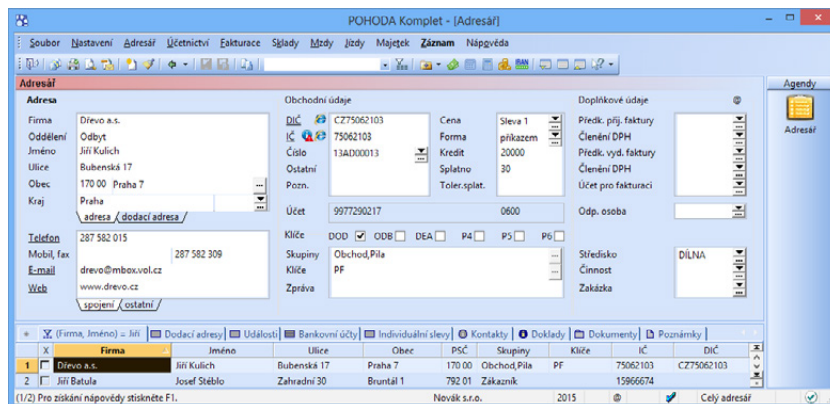 POHODA Komplet - [Adresář]
Soubor Nastavení Adresář Účetnictví Fakturace Sklady Mzdy Jízdy Majetek Záznam Nápověda
Adresář Agendy
Adresa Obchodní údaje Doplňkové údaje @
Firma Dřevo a.s. DIČ CZ75062103 Cena Sleva 1 Předk. přij. faktury
Oddělení Odbyt IČ 75062103 Forma příkazem Členění DPH
Jméno Jiří Kulich Číslo 13AD00013 Kredit 20000 Předk. vyd. faktury
Ulice Bubenská 17 Ostatní Splatno 30 Členění DPH
Obec 170 00 Praha 7 Pozn. Toler.splat. Účet pro fakturaci
Kraj Praha Účet 9977290217 0600 Odp. osoba
adresa dodací adresa
Telefon 287 582 015 Klíče DOD ODB DEA P4 P5 P6
Mobil, fax 287 582 309 Skupiny Obchod,Pila Středisko DÍLNA
E-mail drevo@mbox.vol.cz Klíče PF Činnost
Web www.drevo.cz Zpráva Zakázka
spojení ostatní
Adresář
(Firma, Jméno) = Jiří Dodací adresy Události Bankovní účty Individuální slevy Kontakty Doklady Dokumenty Poznámky
X Firma Jméno Ulice Obec PSČ Skupiny Klíče IČ DIČ
1 Dřevo a.s. Jiří Kulich Bubenská 17 Praha 7 170 00 Obchod,Pila PF 75062103 CZ75062103
2 Jiří Batula Josef Stéblo Zahradní 30 Bruntál 1 792 01 Zákazník 15966674
(1/2) Pro získání nápovědy stiskněte F1. Novák s.r.o. 2015 @ Celý adresář